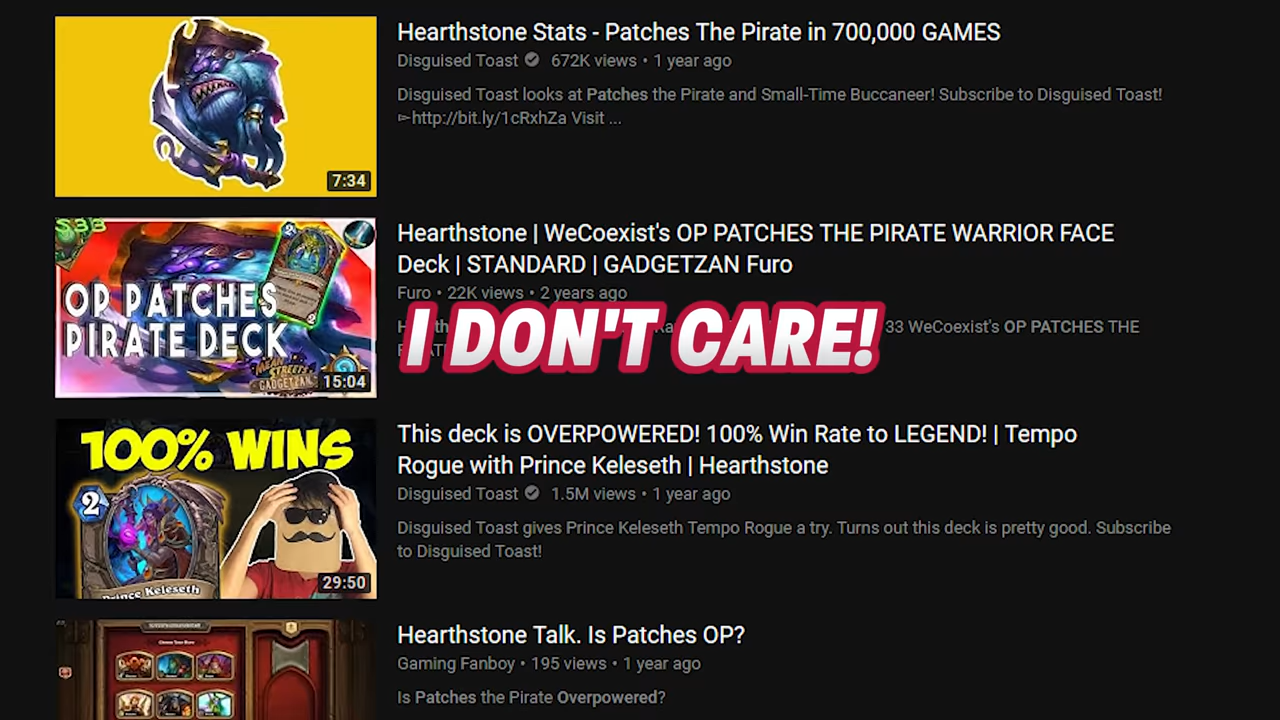 Hearthstone Stats - Patches The Pirate in 700,000 GAMES
Disguised Toast 672K views • 1 year ago
Disguised Toast looks at Patches the Pirate and Small-Time Buccaneer! Subscribe to Disguised Toast!
►http://bit.ly/1cRxhZa Visit ...
7:34
S33
2
OP PATCHES
PIRATE DECK
MEAN STREETS
GADGETZAN
15:04
Hearthstone | WeCoexist's OP PATCHES THE PIRATE WARRIOR FACE
Deck | STANDARD | GADGETZAN Furo
Furo • 22K views • 2 years ago
33 WeCoexist's OP PATCHES THE
I DON'T CARE!
100% WINS
2
Prince Keleseth
29:50
This deck is OVERPOWERED! 100% Win Rate to LEGEND! | Tempo
Rogue with Prince Keleseth | Hearthstone
Disguised Toast 1.5M views • 1 year ago
Disguised Toast gives Prince Keleseth Tempo Rogue a try. Turns out this deck is pretty good. Subscribe
to Disguised Toast!
Hearthstone Talk. Is Patches OP?
Gaming Fanboy • 195 views • 1 year ago
Is Patches the Pirate Overpowered?